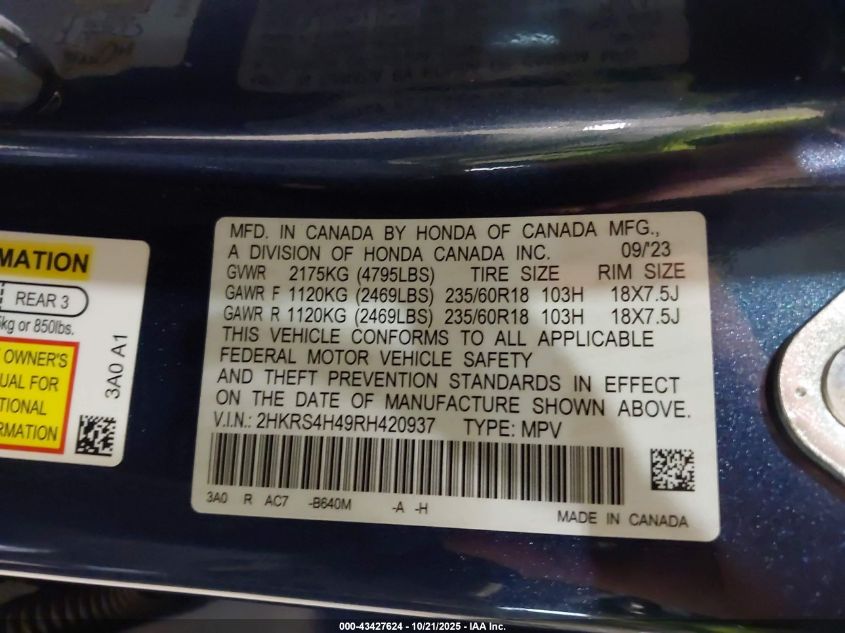 MATION
REAR 3
kg or 850lbs.
OWNER'S
UAL FOR
TIONAL
RMATION
3A0 A1
MFD. IN CANADA BY HONDA OF CANADA MFG.,
A DIVISION OF HONDA CANADA INC. 09/'23
GVWR 2175KG (4795LBS) TIRE SIZE RIM SIZE
GAWR F 1120KG (2469LBS) 235/60R18 103H 18X7.5J
GAWR R 1120KG (2469LBS) 235/60R18 103H 18X7.5J
THIS VEHICLE CONFORMS TO ALL APPLICABLE
FEDERAL MOTOR VEHICLE SAFETY
AND THEFT PREVENTION STANDARDS IN EFFECT
ON THE DATE OF MANUFACTURE SHOWN ABOVE.
V.I.N.: 2HKRS4H49RH420937 TYPE: MPV
3A0 R AC7 -B640M -A -H
MADE IN CANADA
000-43427624 - 10/21/2025 - IAA Inc.